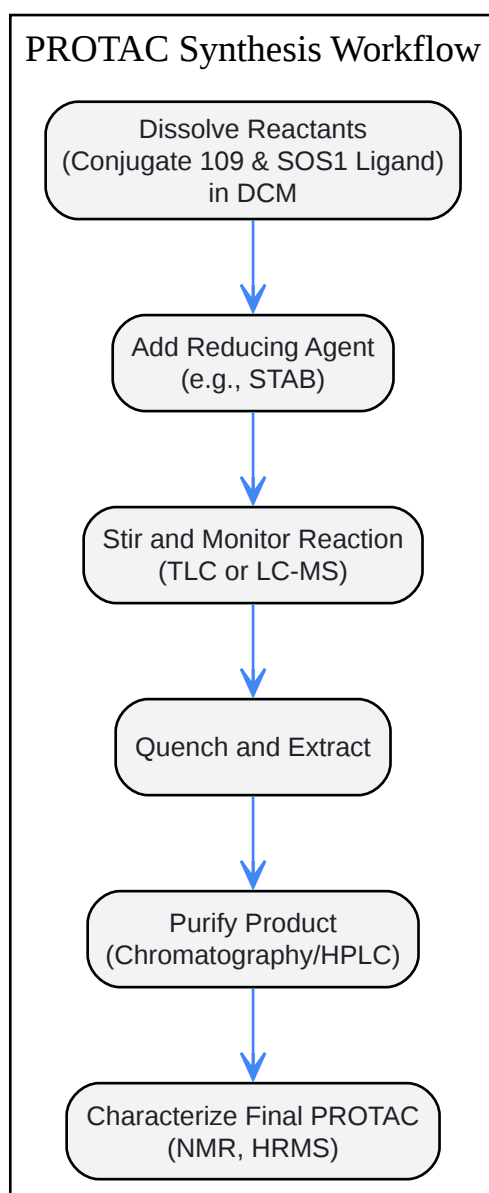 PROTAC Synthesis Workflow
Dissolve Reactants
(Conjugate 109 & SOS1 Ligand)
in DCM
Add Reducing Agent
(e.g., STAB)
Stir and Monitor Reaction
(TLC or LC-MS)
Quench and Extract
Purify Product
(Chromatography/HPLC)
Characterize Final PROTAC
(NMR, HRMS)